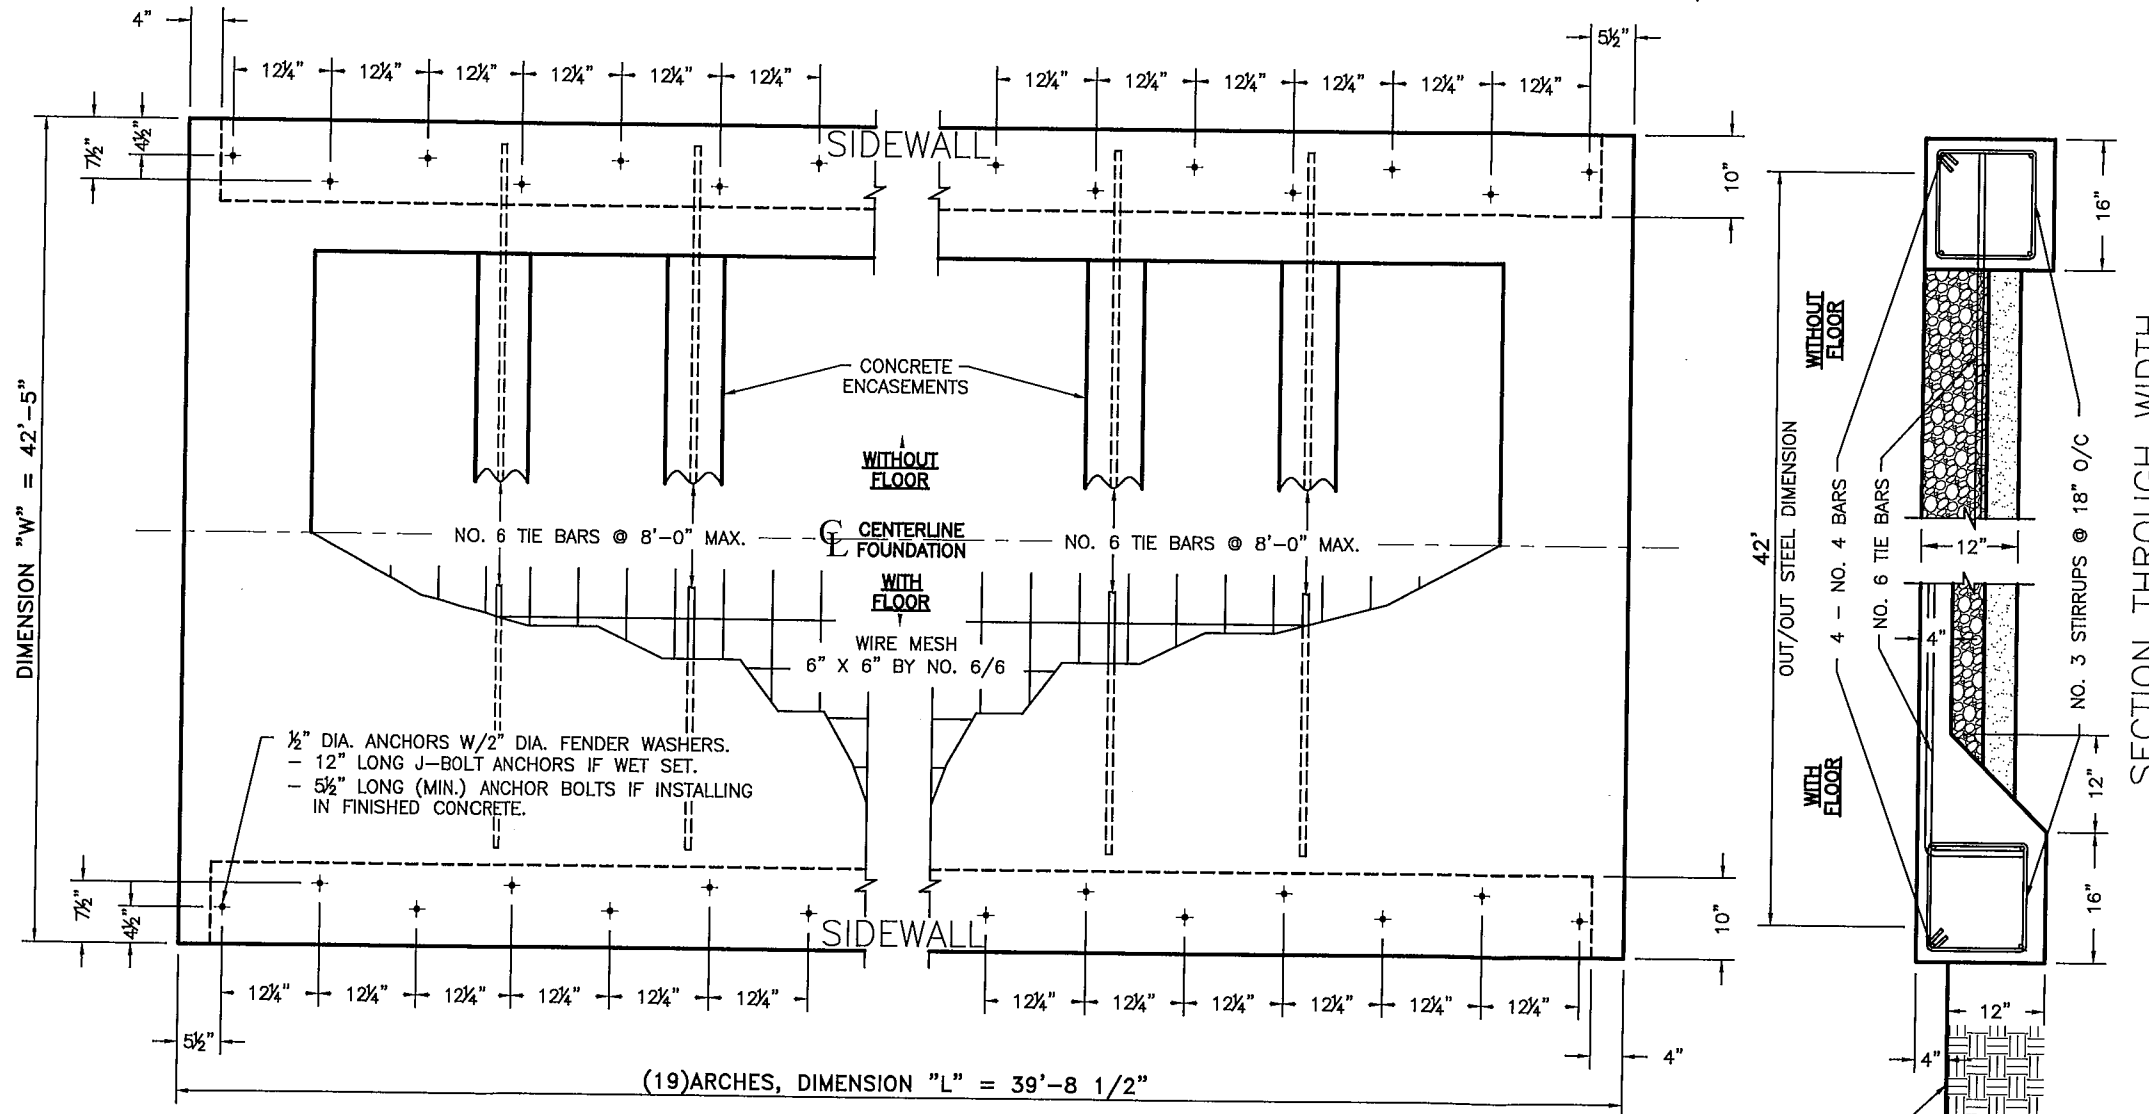 4"
5½"
12¼" 12¼" 12¼" 12¼" 12¼" 12¼"
12¼" 12¼" 12¼" 12¼" 12¼" 12¼"
7½"
4½"
SIDEWALL
10"
16"
DIMENSION "W" = 42'-5"
CONCRETE
ENCASEMENTS
WITHOUT
FLOOR
NO. 6 TIE BARS @ 8'-0" MAX.
CL CENTERLINE
FOUNDATION
NO. 6 TIE BARS @ 8'-0" MAX.
WITH
FLOOR
WIRE MESH
6" X 6" BY NO. 6/6
½" DIA. ANCHORS W/2" DIA. FENDER WASHERS.
- 12" LONG J-BOLT ANCHORS IF WET SET.
- 5½" LONG (MIN.) ANCHOR BOLTS IF INSTALLING
IN FINISHED CONCRETE.
7½"
4½"
SIDEWALL
10"
12¼" 12¼" 12¼" 12¼" 12¼" 12¼"
12¼" 12¼" 12¼" 12¼" 12¼" 12¼"
5½"
4"
(19)ARCHES, DIMENSION "L" = 39'-8 1/2"
42'
OUT/OUT STEEL DIMENSION
WITHOUT
FLOOR
WITH
FLOOR
4 - NO. 4 BARS
NO. 6 TIE BARS
12"
4"
NO. 3 STIRRUPS @ 18" O/C
12"
16"
12"
4"
SECTION THROUGH WIDTH